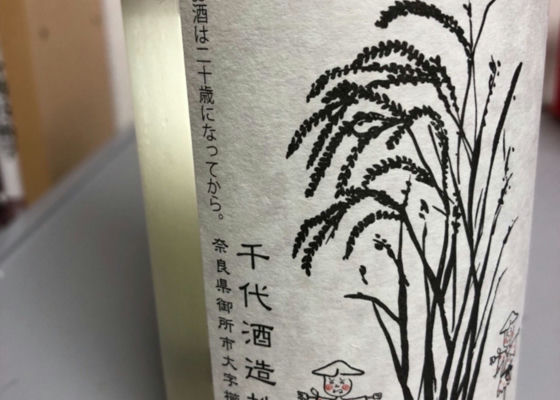 酒は二十歳になってから。
千代酒造
奈良県御所市大字